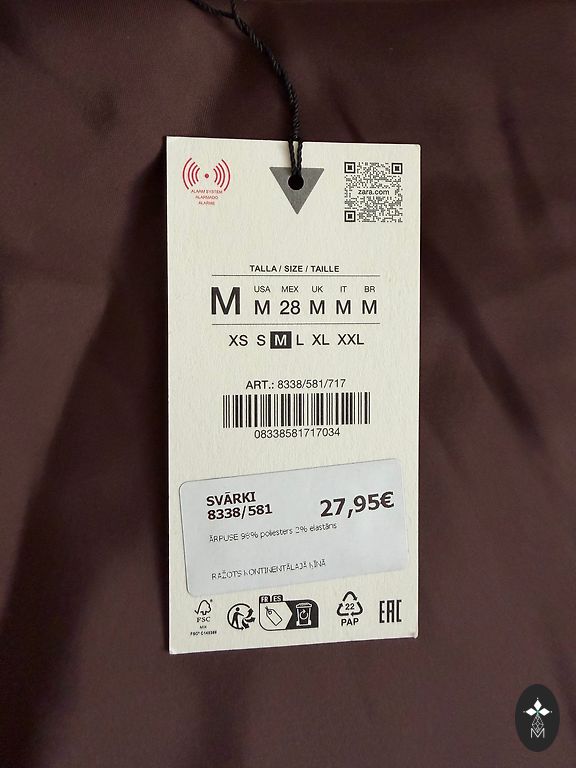 ALARM SYSTEM
ALARMADO
ALARME
zara.com
TALLA / SIZE / TAILLE
USA MEX UK IT BR
M M 28 M M M
XS S M L XL XXL
ART.: 8338/581/717
08338581717034
SVĀRKI
8338/581
27,95€
ĀRPUSE 98% poliesters 2% elastāns
RAŽOTS KONTINENTĀLAJĀ ĶĪNĀ
FSC
MIX
FR ES
22
PAP
EAC
M